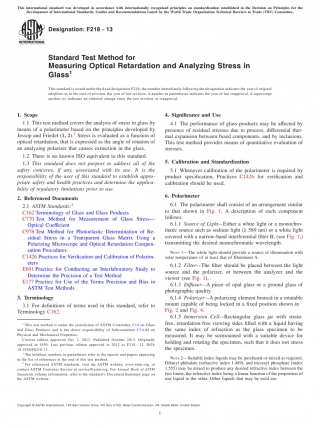 This international standard was developed in accordance with internationally recognized principles on standardization established in the Decision on Principles for the
Development of International Standards, Guides and Recommendations issued by the World Trade Organization Technical Barriers to Trade (TBT) Committee.
Designation: F218 − 13
INTERNATIONAL
Standard Test Method for
Measuring Optical Retardation and Analyzing Stress in
Glass1
This standard is issued under the fixed designation F218; the number immediately following the designation indicates the year of original
adoption or, in the case of revision, the year of last revision. A number in parentheses indicates the year of last reapproval. A superscript
epsilon (ε) indicates an editorial change since the last revision or reapproval.
1. Scope
1.1 This test method covers the analysis of stress in glass by
means of a polarimeter based on the principles developed by
Jessop and Friedel (1, 2).2 Stress is evaluated as a function of
optical retardation, that is expressed as the angle of rotation of
an analyzing polarizer that causes extinction in the glass.
1.2 There is no known ISO equivalent to this standard.
1.3 This standard does not purport to address all of the
safety concerns, if any, associated with its use. It is the
responsibility of the user of this standard to establish appro-
priate safety and health practices and determine the applica-
bility of regulatory limitations prior to use.
2. Referenced Documents
2.1 ASTM Standards:3
C162 Terminology of Glass and Glass Products
C770 Test Method for Measurement of Glass Stress—
Optical Coefficient
C978 Test Method for Photoelastic Determination of Re-
sidual Stress in a Transparent Glass Matrix Using a
Polarizing Microscope and Optical Retardation Compen-
sation Procedures
C1426 Practices for Verification and Calibration of Polarim-
eters
E691 Practice for Conducting an Interlaboratory Study to
Determine the Precision of a Test Method
E177 Practice for Use of the Terms Precision and Bias in
ASTM Test Methods
3. Terminology
3.1 For definitions of terms used in this standard, refer to
Terminology C162.
1 This test method is under the jurisdiction of ASTM Committee C14 on Glass
and Glass Products and is the direct responsibility of Subcommittee C14.04 on
Physical and Mechanical Properties.
Current edition approved Oct. 1, 2013. Published October 2013. Originally
approved in 1950. Last previous edition approved in 2012 as F218 – 12. DOI:
10.1520/F0218-13.
2 The boldface numbers in parentheses refer to the reports and papers appearing
in the list of references at the end of this test method.
3 For referenced ASTM standards, visit the ASTM website, www.astm.org, or
contact ASTM Customer Service at service@astm.org. For Annual Book of ASTM
Standards volume information, refer to the standard's Document Summary page on
the ASTM website.
4. Significance and Use
4.1 The performance of glass products may be affected by
presence of residual stresses due to process, differential ther-
mal expansion between fused components, and by inclusions.
This test method provides means of quantitative evaluation of
stresses.
5. Calibration and Standardization
5.1 Whenever calibration of the polarimeter is required by
product specification, Practices C1426 for verification and
calibration should be used.
6. Polarimeter
6.1 The polarimeter shall consist of an arrangement similar
to that shown in Fig. 1. A description of each component
follows:
6.1.1 Source of Light—Either a white light or a monochro-
matic source such as sodium light (λ 589 nm) or a white light
covered with a narrow-band interferential filter B, (see Fig. 1,)
transmitting the desired monochromatic wavelength.
NOTE 1—The white light should provide a source of illumination with
solar temperature of at least that of Illuminant A.
6.1.2 Filter—The filter should be placed between the light
source and the polarizer, or between the analyzer and the
viewer (see Fig. 1).
6.1.3 Diffuser—A piece of opal glass or a ground glass of
photographic quality.
6.1.4 Polarizer—A polarizing element housed in a rotatable
mount capable of being locked in a fixed position shown in
Fig. 2 and Fig. 4.
6.1.5 Immersion Cell—Rectangular glass jar with strain-
free, retardation-free viewing sides filled with a liquid having
the same index of refraction as the glass specimen to be
measured. It may be surmounted with a suitable device for
holding and rotating the specimen, such that it does not stress
the specimen.
NOTE 2—Suitable index liquids may be purchased or mixed as required.
Dibutyl phthalate (refractive index 1.489), and tricresyl phosphate (index
1.555) may be mixed to produce any desired refractive index between the
two limits, the refractive index being a linear function of the proportion of
one liquid to the other. Other liquids that may be used are:
Copyright © ASTM International, 100 Barr Harbor Drive, PO Box C700, West Conshohocken, PA 19428-2959. United States
1